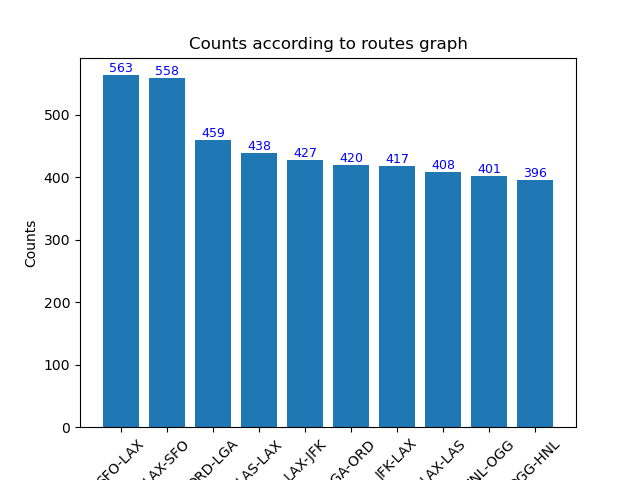 Counts according to routes graph
563
558
459
438
427
420
417
408
401
396
500
400
300
200
100
0
Counts
SFO-LAX
LAX-SFO
ORD-LGA
LAS-LAX
LAX-JFK
GA-ORD
JFK-LAX
LAX-LAS
HNL-OGG
OGG-HNL